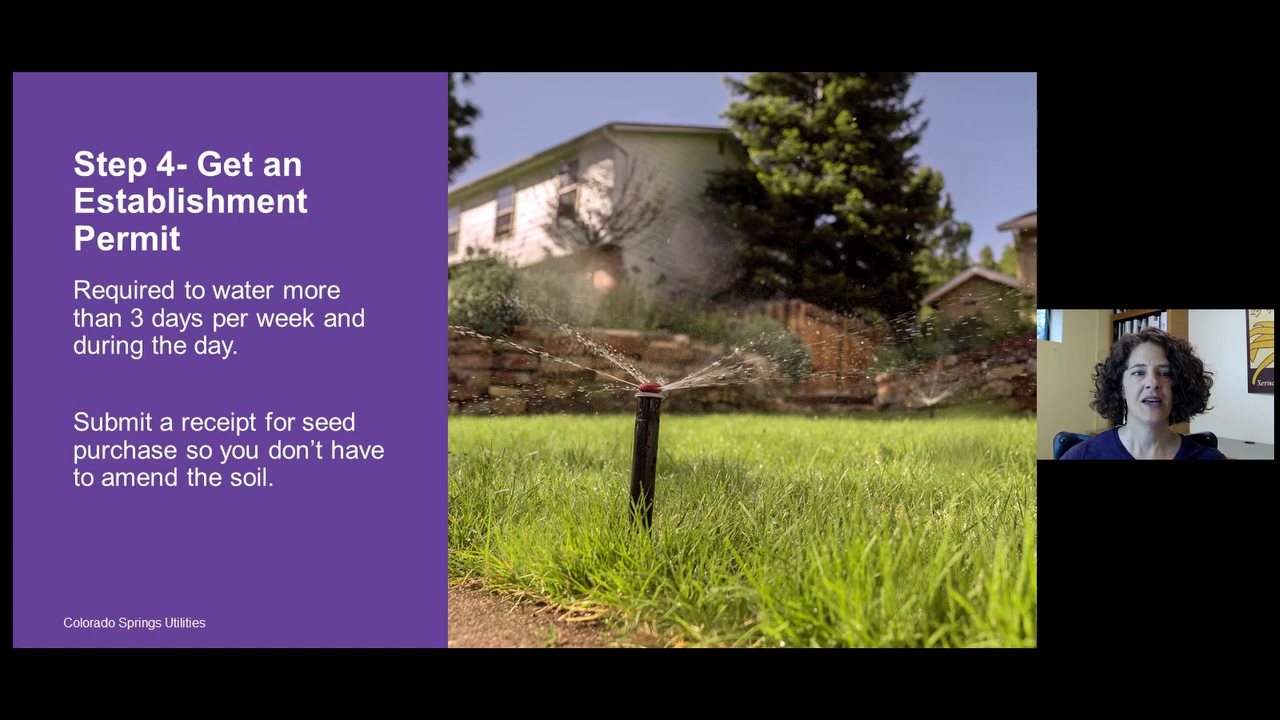 Step 4- Get an
Establishment
Permit
Required to water more
than 3 days per week and
during the day.
Submit a receipt for seed
purchase so you don’t have
to amend the soil.
Colorado Springs Utilities